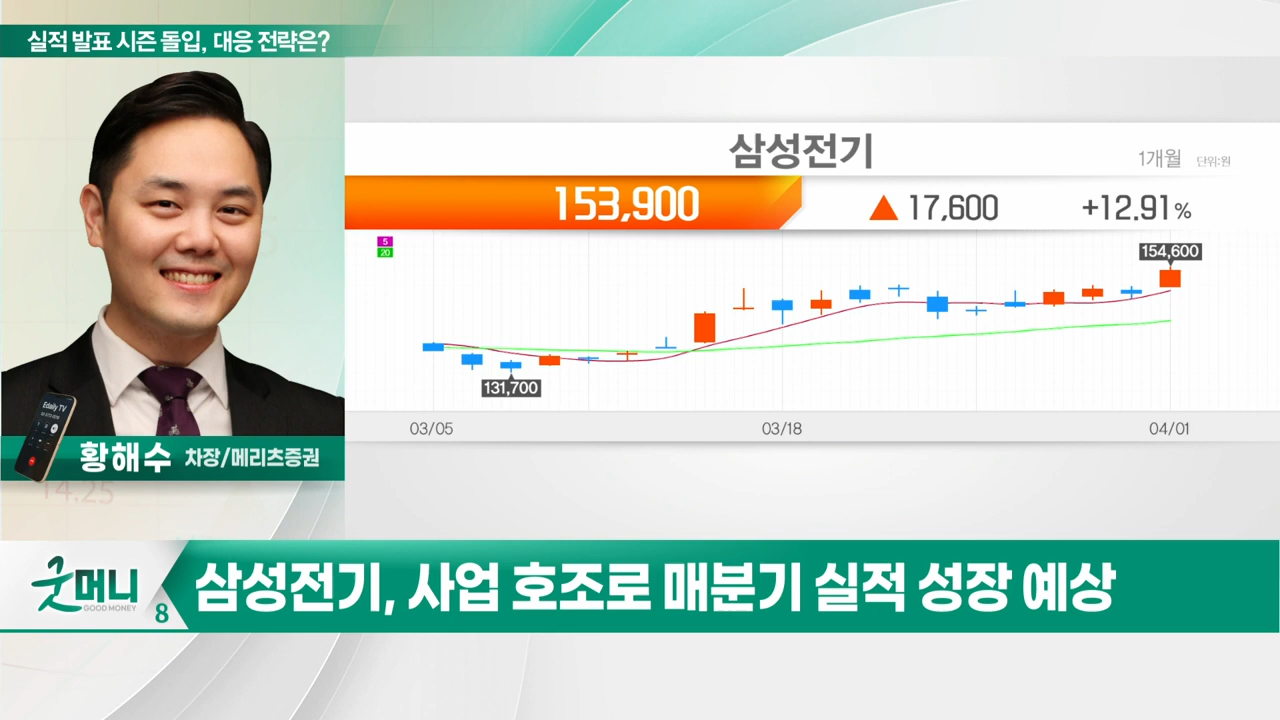 실적 발표 시즌 돌입, 대응 전략은?
삼성전기
1개월 단위:원
153,900 ▲ 17,600 +12.91%
5
20
154,600
131,700
03/05 03/18 04/01
Edaily TV
황해수 차장/메리츠증권
14.25
굿머니 GOOD MONEY 8
삼성전기, 사업 호조로 매분기 실적 성장 예상